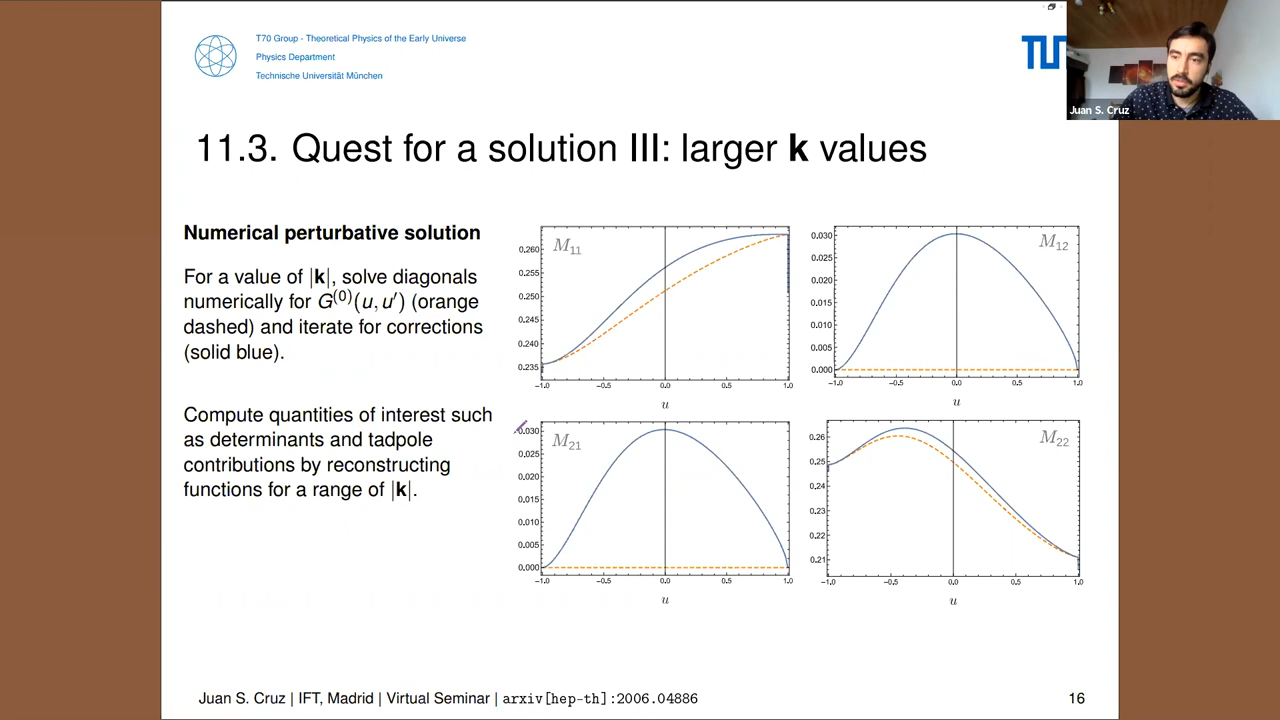 T70 Group - Theoretical Physics of the Early Universe
Physics Department
Technische Universität München
TU
Juan S. Cruz
11.3. Quest for a solution III: larger k values
Numerical perturbative solution
For a value of |k|, solve diagonals
numerically for G⁽⁰⁾(u, u′) (orange
dashed) and iterate for corrections
(solid blue).
Compute quantities of interest such
as determinants and tadpole
contributions by reconstructing
functions for a range of |k|.
M₁₁
0.260
0.255
0.250
0.245
0.240
0.235
-1.0 -0.5 0.0 0.5 1.0
u
M₁₂
0.030
0.025
0.020
0.015
0.010
0.005
0.000
-1.0 -0.5 0.0 0.5 1.0
u
M₂₁
0.030
0.025
0.020
0.015
0.010
0.005
0.000
-1.0 -0.5 0.0 0.5 1.0
u
M₂₂
0.26
0.25
0.24
0.23
0.22
0.21
-1.0 -0.5 0.0 0.5 1.0
u
Juan S. Cruz | IFT, Madrid | Virtual Seminar | arxiv[hep-th]:2006.04886
16